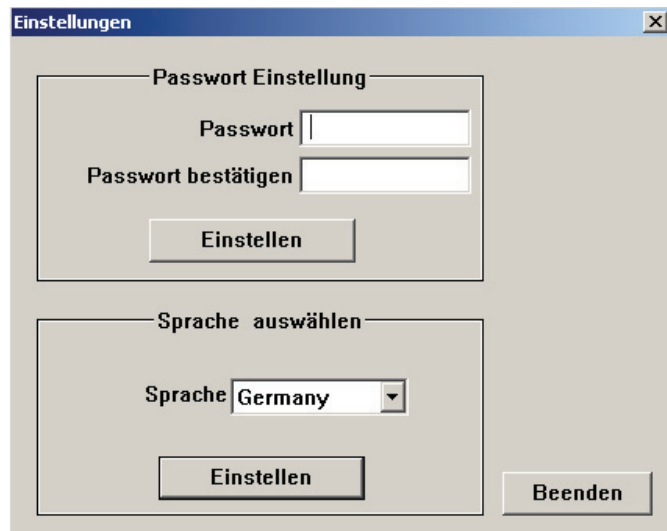 Einstellungen
Passwort Einstellung
Passwort
Passwort bestätigen
Einstellen
Sprache auswählen
Sprache Germany
Einstellen
Beenden